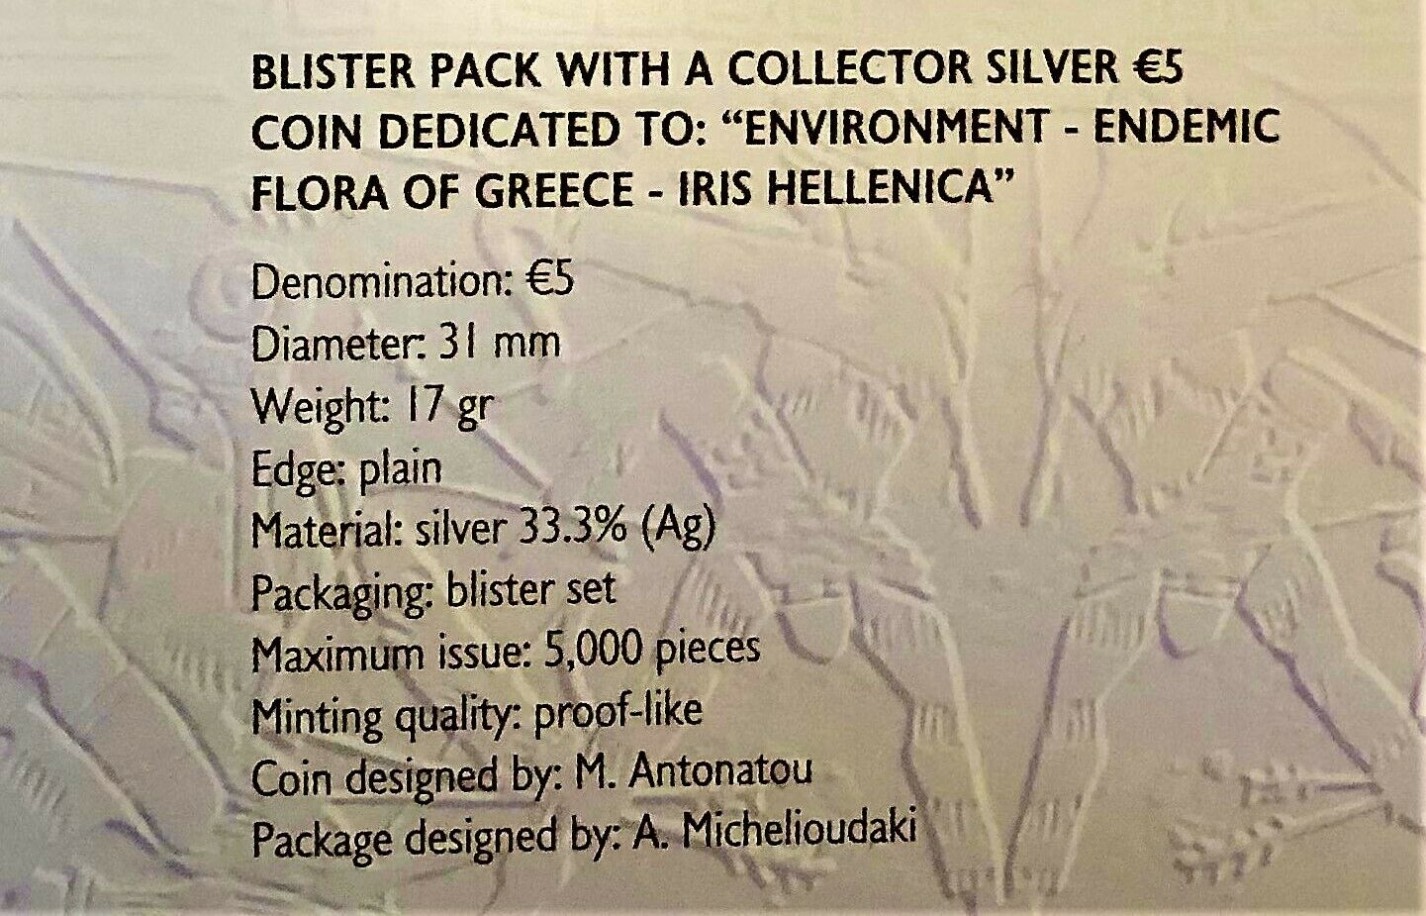 BLISTER PACK WITH A COLLECTOR SILVER €5
COIN DEDICATED TO: “ENVIRONMENT - ENDEMIC
FLORA OF GREECE - IRIS HELLENICA”
Denomination: €5
Diameter: 31 mm
Weight: 17 gr
Edge: plain
Material: silver 33.3% (Ag)
Packaging: blister set
Maximum issue: 5,000 pieces
Minting quality: proof-like
Coin designed by: M. Antonatou
Package designed by: A. Michelioudaki